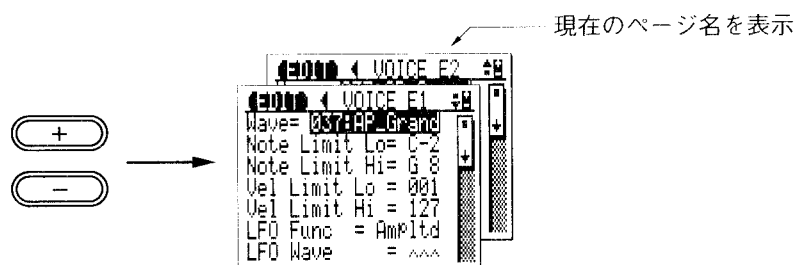 現在のページ名を表示
EDIT VOICE E2
EDIT VOICE E1
Wave= 037:AP_Grand
Note Limit Lo= C-2
Note Limit Hi= G 8
Vel Limit Lo = 001
Vel Limit Hi = 127
LFO Func = Ampltd
LFO Wave =
+
−